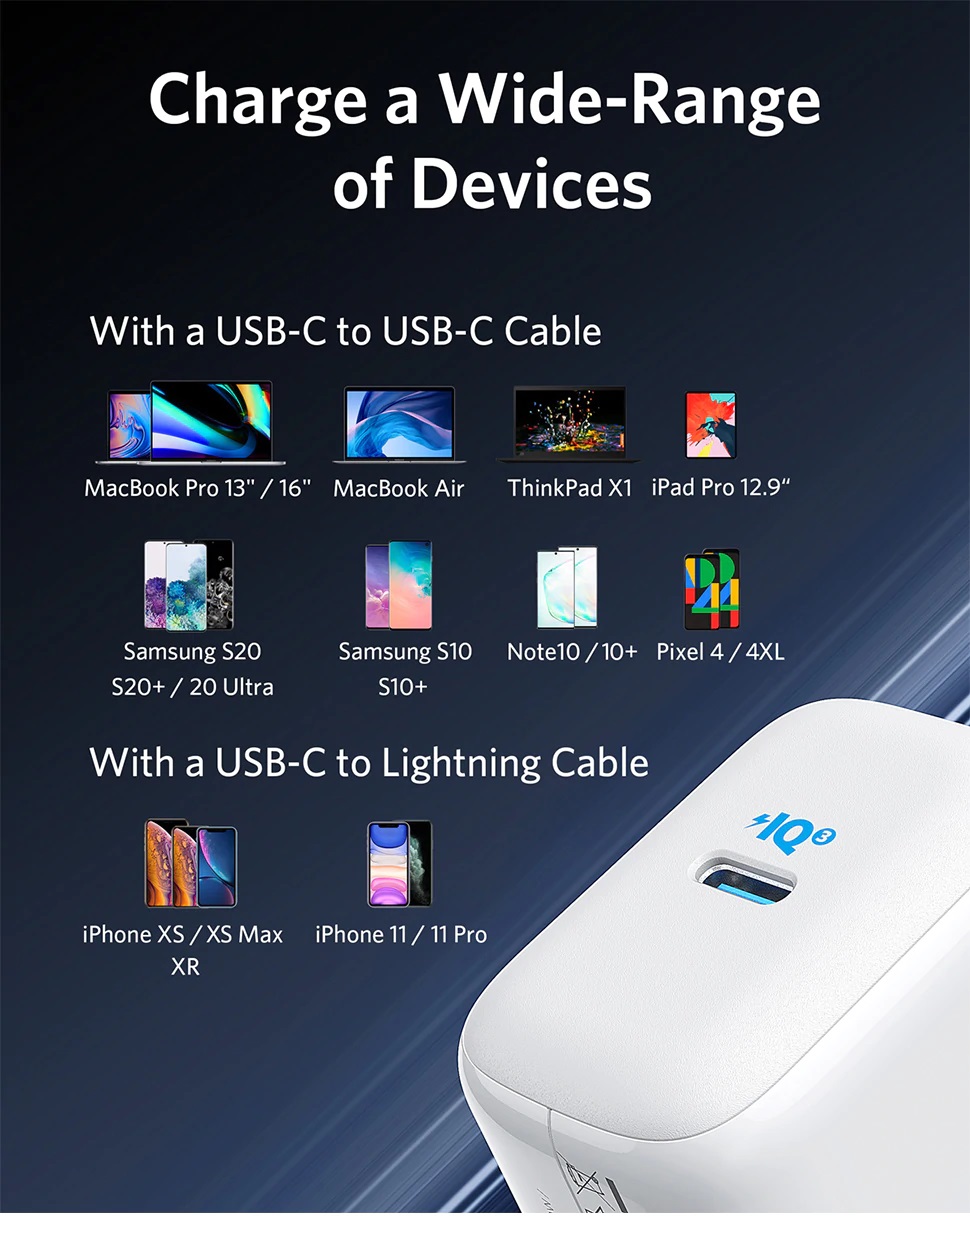 Charge a Wide-Range
of Devices
With a USB-C to USB-C Cable
MacBook Pro 13" / 16"
MacBook Air
ThinkPad X1
iPad Pro 12.9“
Samsung S20
S20+ / 20 Ultra
Samsung S10
S10+
Note10 / 10+
Pixel 4 / 4XL
With a USB-C to Lightning Cable
iPhone XS / XS Max
XR
iPhone 11 / 11 Pro
IQ3